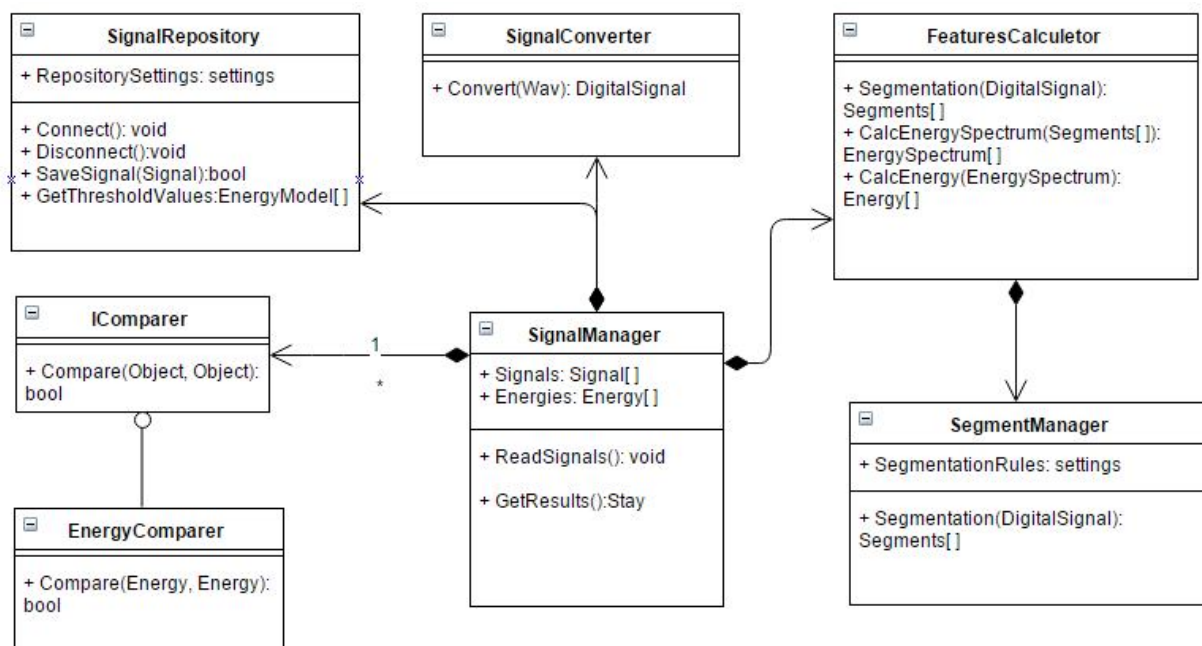 SignalRepository
+ RepositorySettings: settings
+ Connect(): void
+ Disconnect():void
+ SaveSignal(Signal):bool
+ GetThresholdValues:EnergyModel[ ]
SignalConverter
+ Convert(Wav): DigitalSignal
FeaturesCalculetor
+ Segmentation(DigitalSignal):
Segments[ ]
+ CalcEnergySpectrum(Segments[ ]):
EnergySpectrum[ ]
+ CalcEnergy(EnergySpectrum):
Energy[ ]
IComparer
+ Compare(Object, Object):
bool
1
*
SignalManager
+ Signals: Signal[ ]
+ Energies: Energy[ ]
+ ReadSignals(): void
+ GetResults():Stay
SegmentManager
+ SegmentationRules: settings
+ Segmentation(DigitalSignal):
Segments[ ]
EnergyComparer
+ Compare(Energy, Energy):
bool